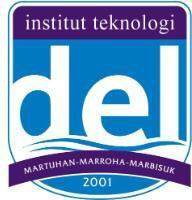 institut teknologi
del
MARTUHAN-MARROHA-MARBISUK
2001